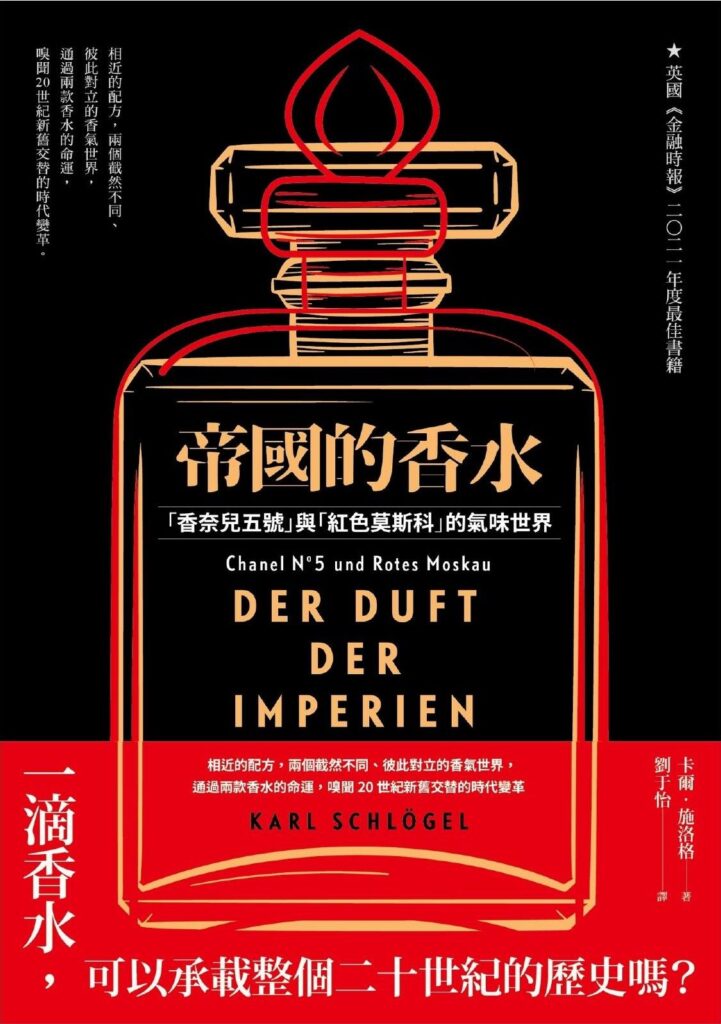 ★ 英國《金融時報》二〇二一年度最佳書籍
相近的配方，兩個截然不同、
彼此對立的香氣世界，
通過兩款香水的命運，
嗅聞20世紀新舊交替的時代變革。
帝國的香水
「香奈兒五號」與「紅色莫斯科」的氣味世界
Chanel Nº5 und Rotes Moskau
DER DUFT
DER
IMPERIEN
相近的配方，兩個截然不同、彼此對立的香氣世界，
通過兩款香水的命運，嗅聞 20 世紀新舊交替的時代變革
KARL SCHLÖGEL
卡爾．施洛格——著
劉于怡——譯
一滴香水，
可以承載整個二十世紀的歷史嗎？